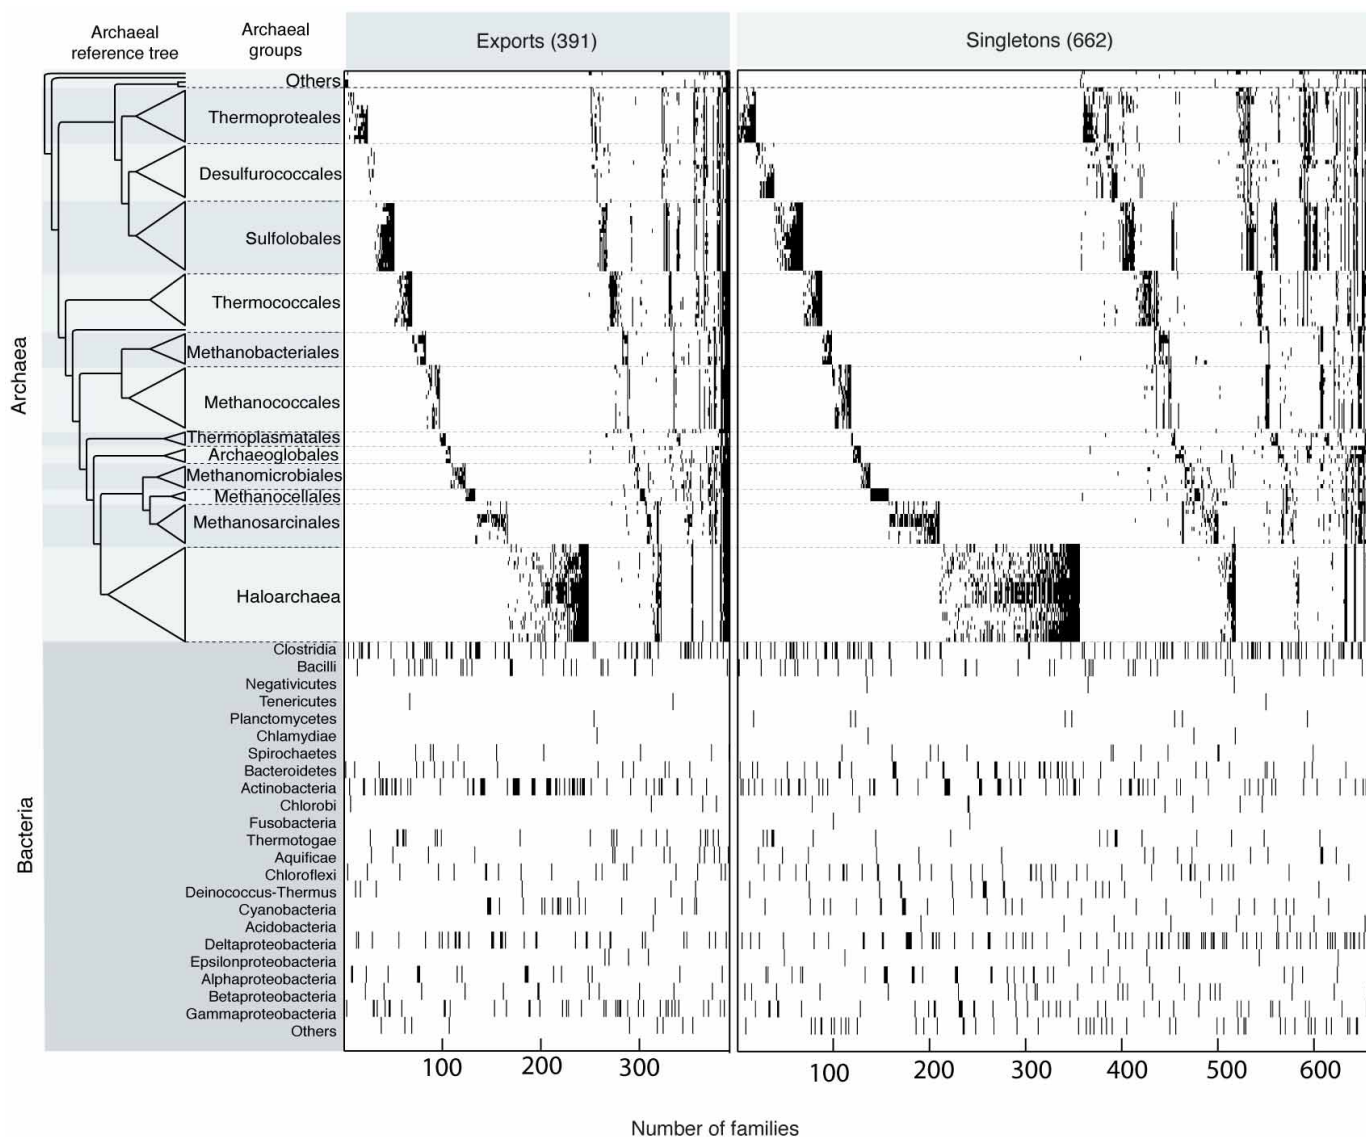 Archaeal
reference tree
Archaeal
groups
Exports (391)
Singletons (662)
Archaea
Others
Thermoproteales
Desulfurococcales
Sulfolobales
Thermococcales
Methanobacteriales
Methanococcales
Thermoplasmatales
Archaeoglobales
Methanomicrobiales
Methanocellales
Methanosarcinales
Haloarchaea
Bacteria
Clostridia
Bacilli
Negativicutes
Tenericutes
Planctomycetes
Chlamydiae
Spirochaetes
Bacteroidetes
Actinobacteria
Chlorobi
Fusobacteria
Thermotogae
Aquificae
Chloroflexi
Deinococcus-Thermus
Cyanobacteria
Acidobacteria
Deltaproteobacteria
Epsilonproteobacteria
Alphaproteobacteria
Betaproteobacteria
Gammaproteobacteria
Others
100 200 300
100 200 300 400 500 600
Number of families